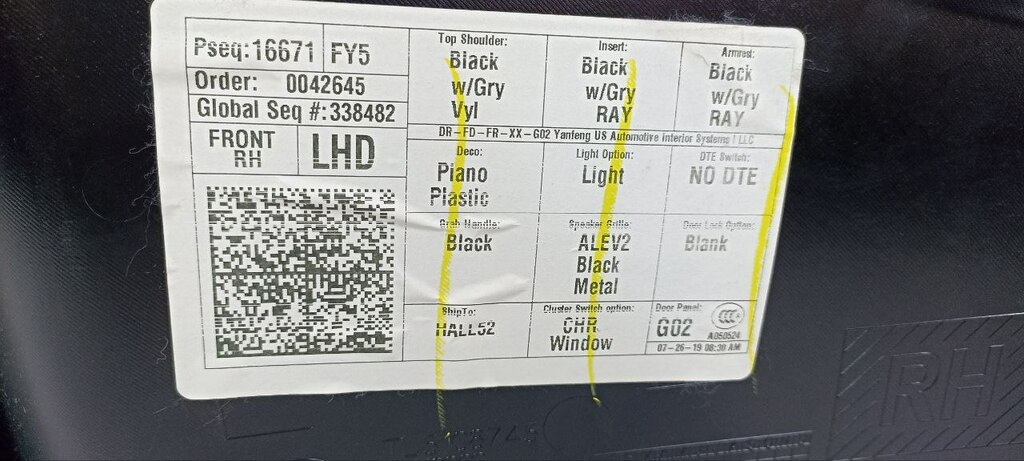 Pseq:16671 FY5
Order: 0042645
Global Seq #:338482
FRONT
RH
LHD
Top Shoulder:
Black
w/Gry
Vyl
Insert:
Black
w/Gry
RAY
Armrest:
Black
w/Gry
RAY
DR-FD-FR-XX-G02 Yanfeng US Automotive Interior Systems I LLC
Deco:
Piano
Plastic
Light Option:
Light
DTE Switch:
NO DTE
Grab Handle:
Black
Speaker Grille:
ALEV2
Black
Metal
Door Lock Option:
Blank
ShipTo:
HALL52
Cluster Switch option:
CHR
Window
Door Panel:
G02
CCC
A050524
07-26-19 08:30 AM
RH